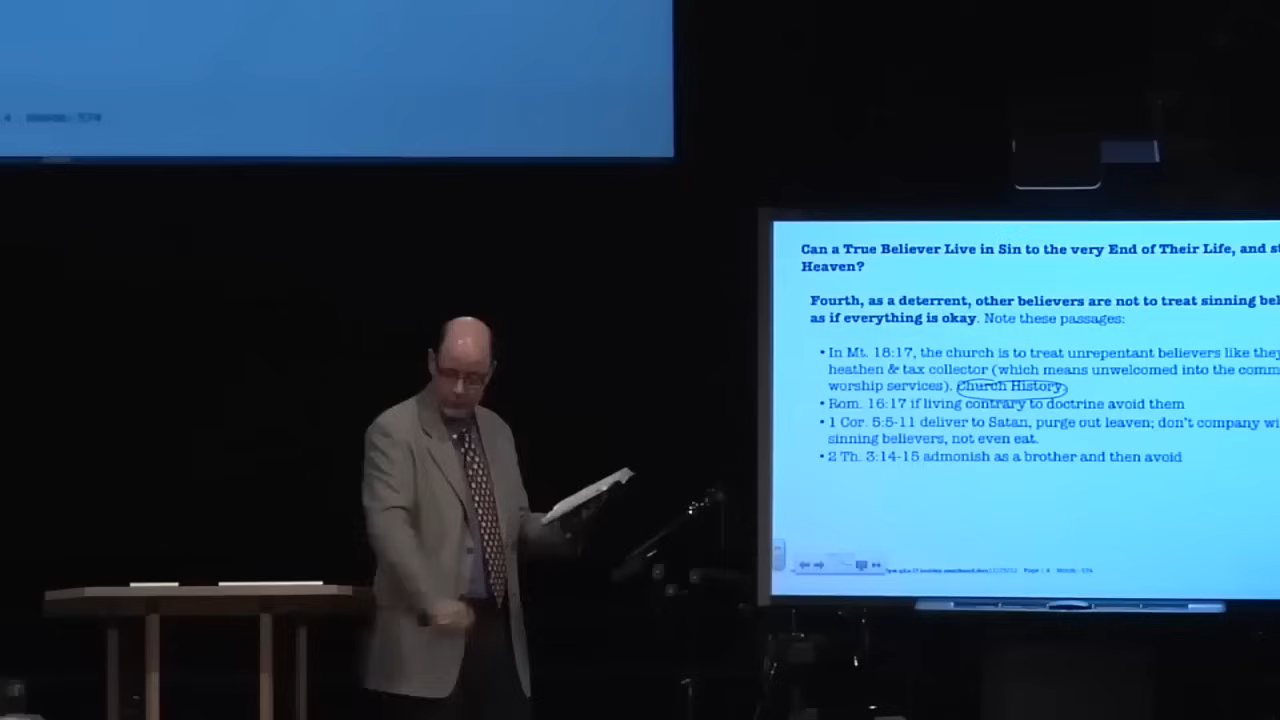 Can a True Believer Live in Sin to the very End of Their Life, and
Heaven?
Fourth, as a deterrent, other believers are not to treat sinning
as if everything is okay. Note these passages:
• In Mt. 18:17, the church is to treat unrepentant believers like
heathen & tax collector (which means unwelcomed into the
worship services). Church History
• Rom. 16:17 if living contrary to doctrine avoid them
• 1 Cor. 5:5-11 deliver to Satan, purge out leaven; don't company
sinning believers, not even eat.
• 2 Th. 3:14-15 admonish as a brother and then avoid